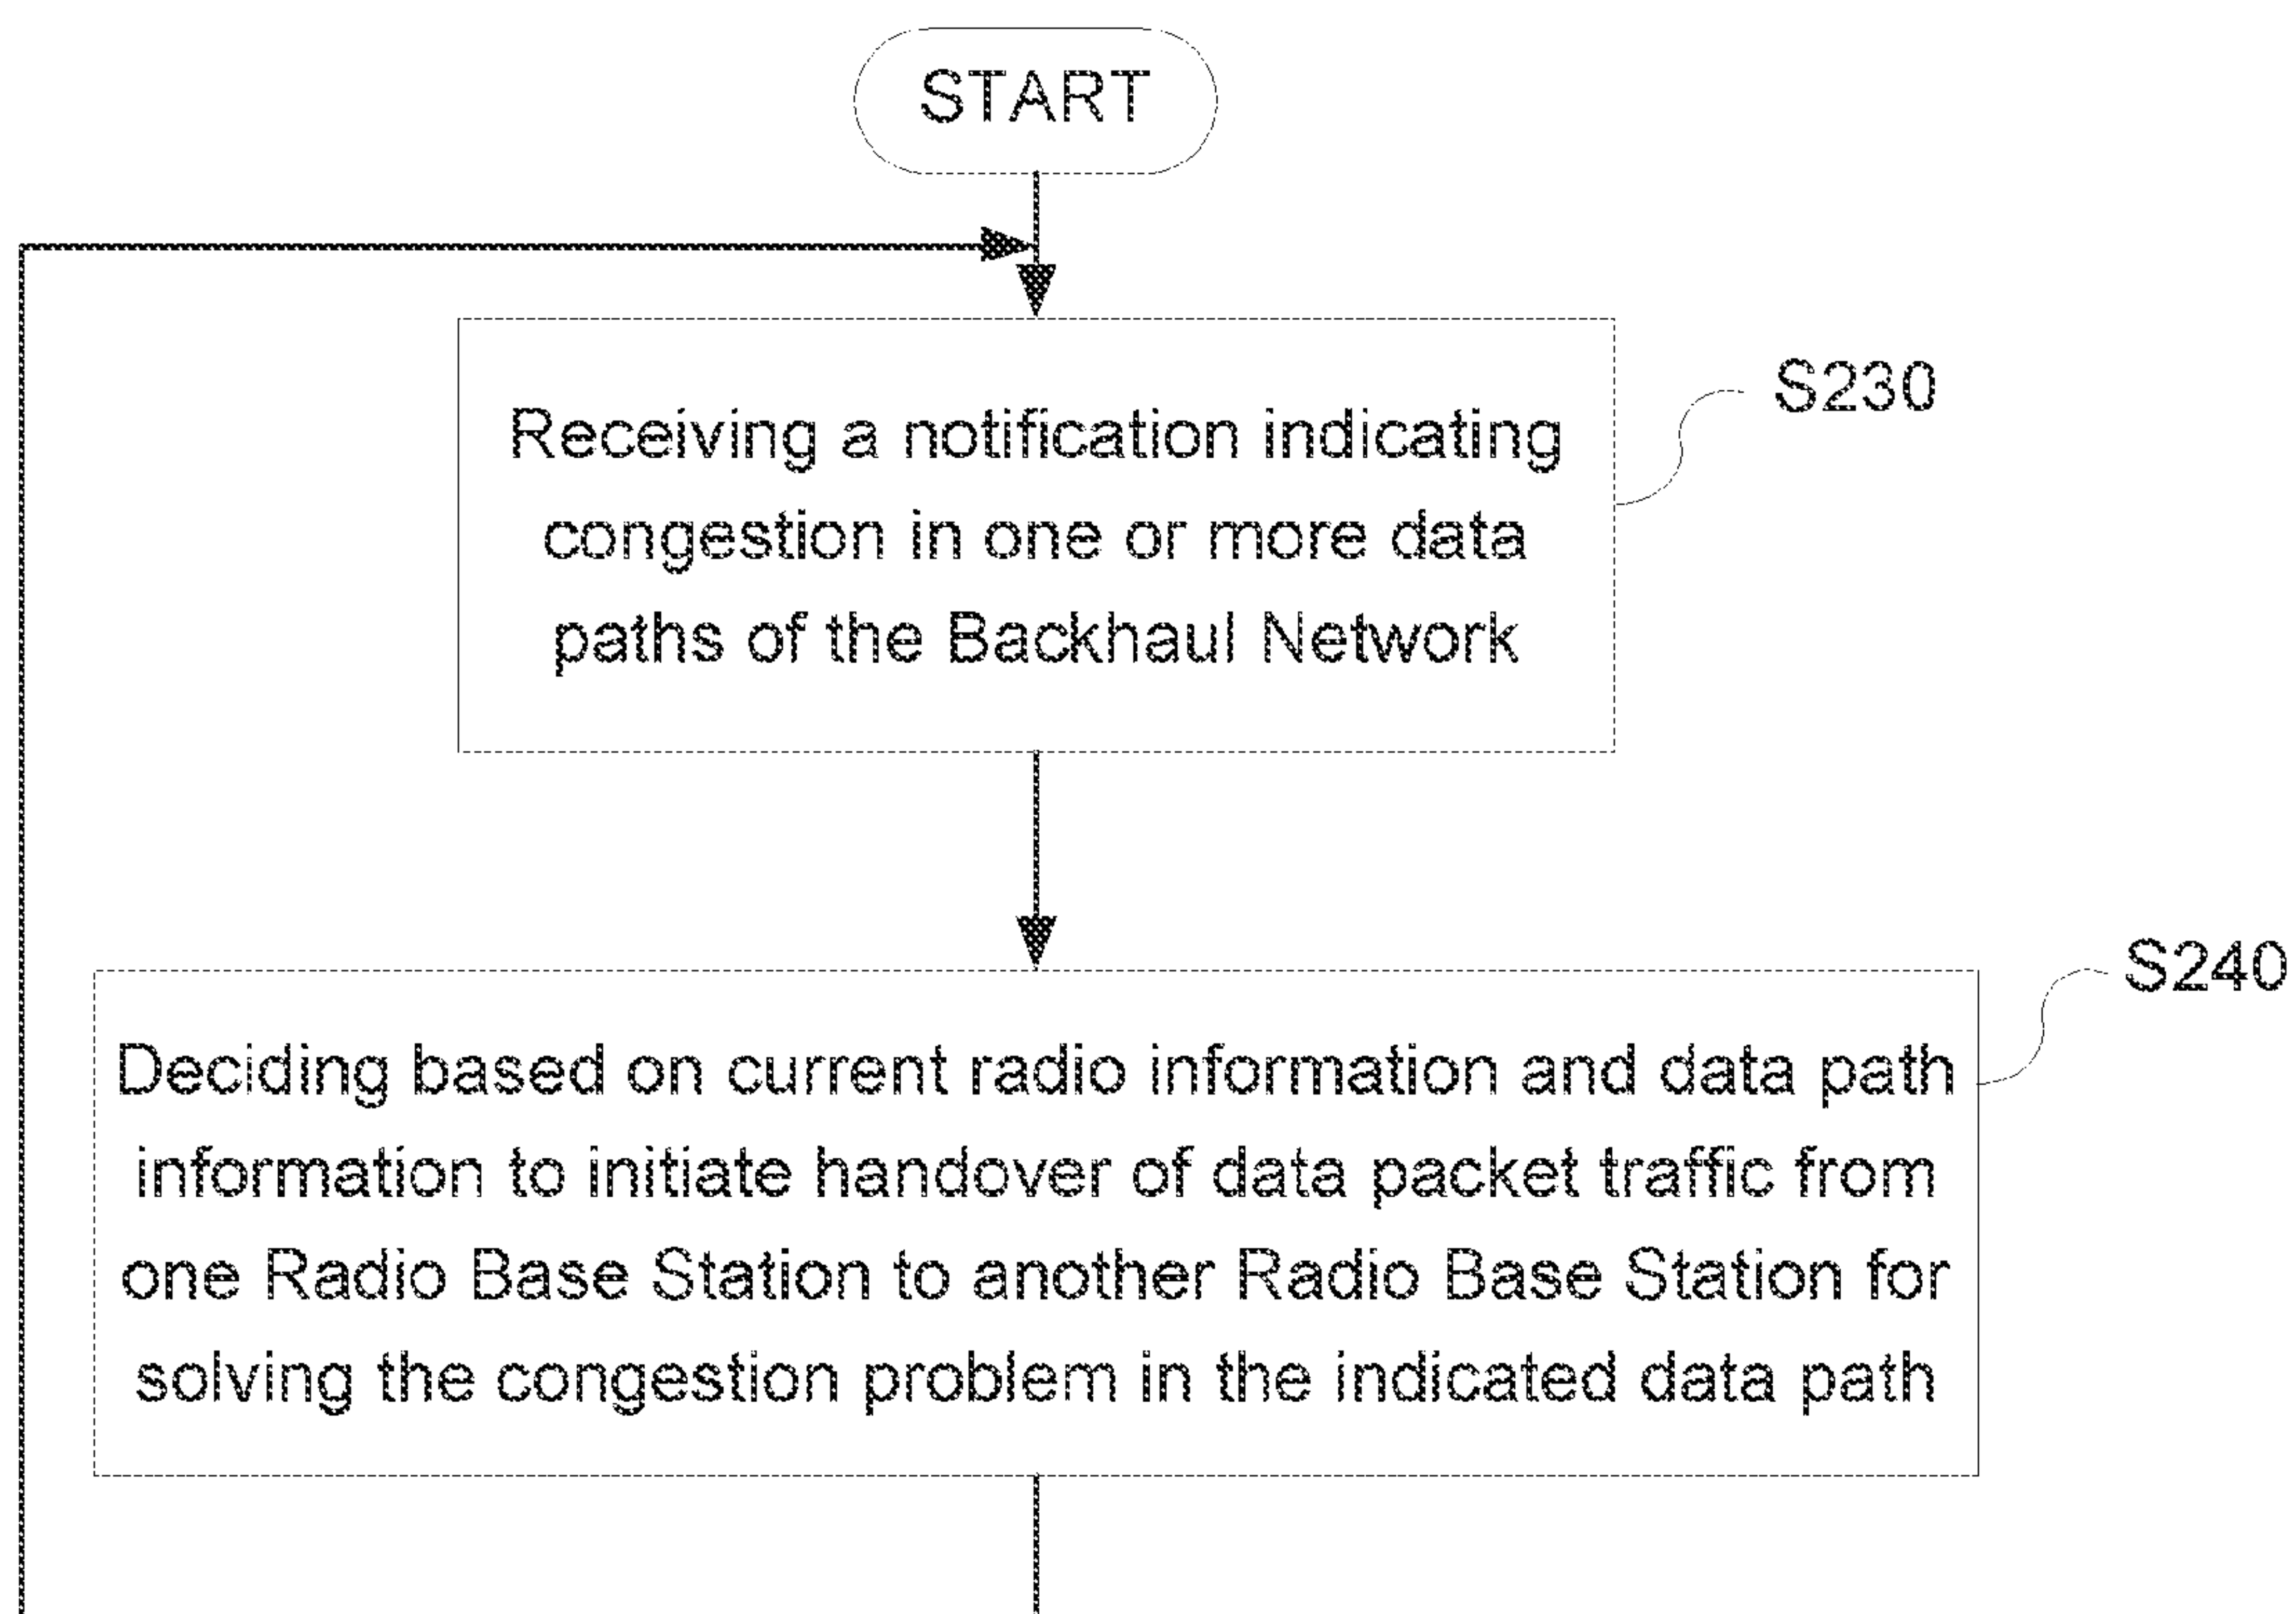 START
Receiving a notification indicating
congestion in one or more data
paths of the Backhaul Network
S230
Deciding based on current radio information and data path
information to initiate handover of data packet traffic from
one Radio Base Station to another Radio Base Station for
solving the congestion problem in the indicated data path
S240